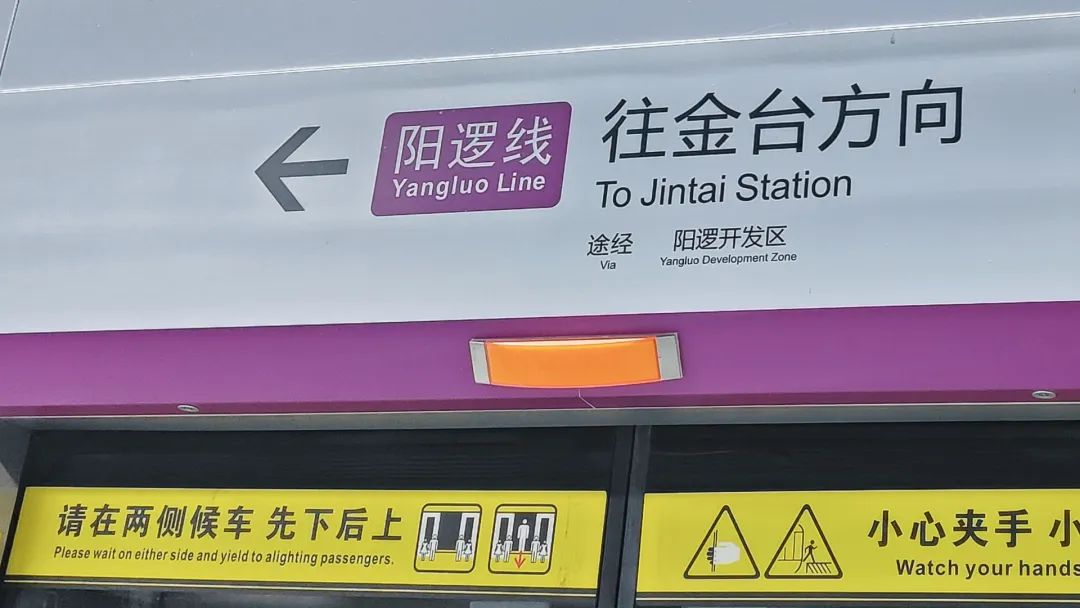 阳逻线
Yangluo Line
往金台方向
To Jintai Station
途经 阳逻开发区
Via Yangluo Development Zone
请在两侧候车 先下后上
Please wait on either side and yield to alighting passengers.
小心夹手 小
Watch your hands